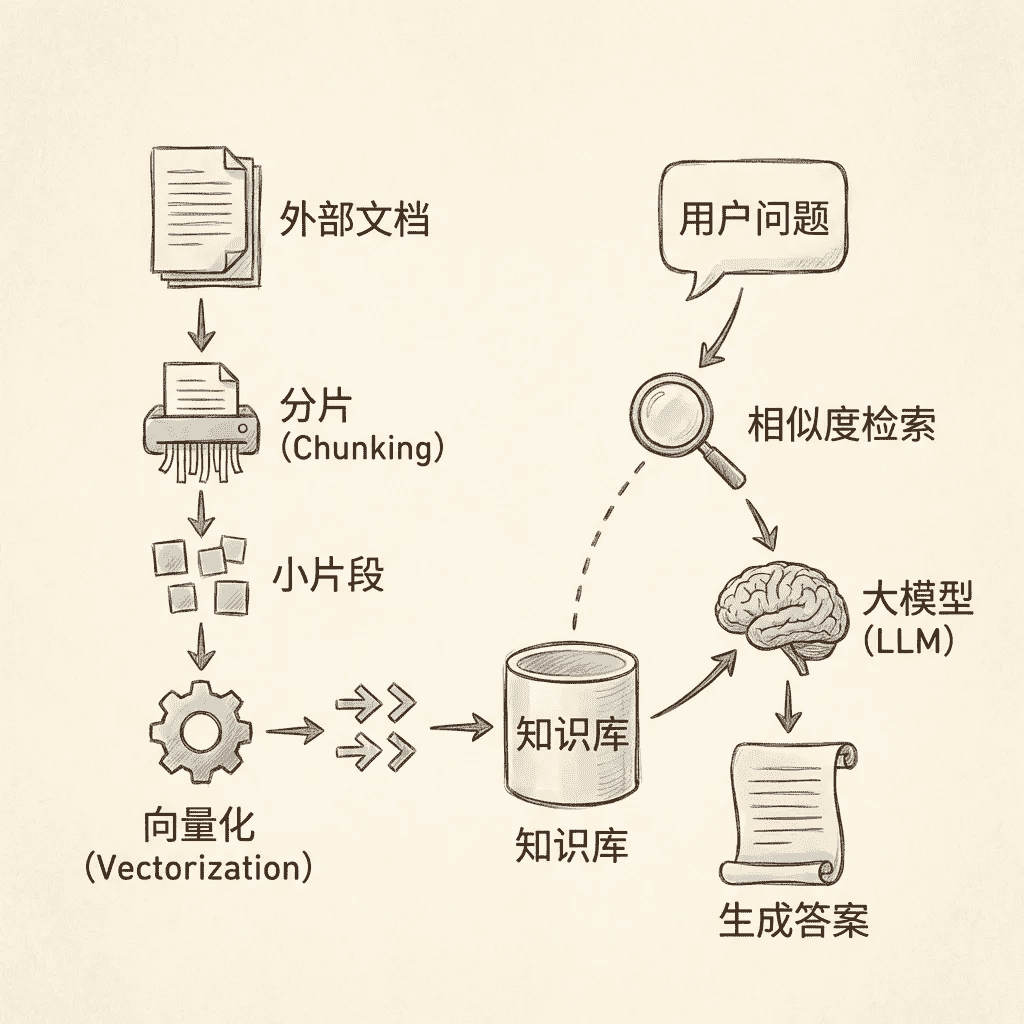 外部文档
分片
(Chunking)
小片段
向量化
(Vectorization)
知识库
知识库
用户问题
相似度检索
大模型
(LLM)
生成答案